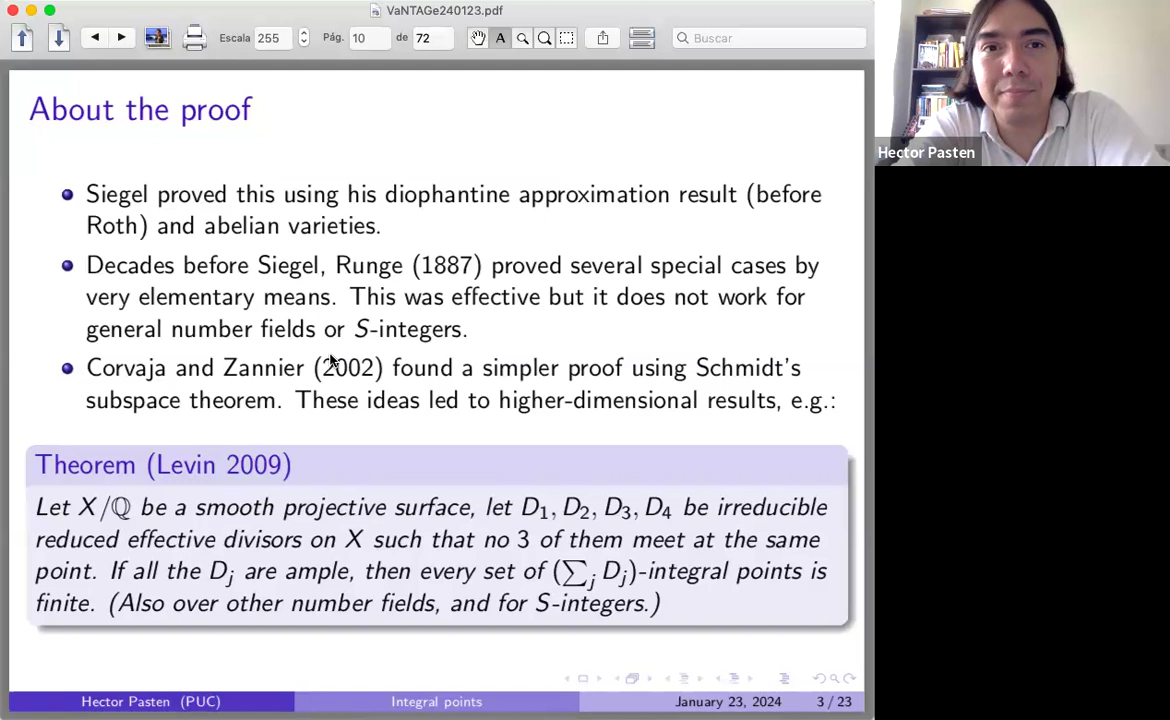 VaNTAGe240123.pdf
Escala 255 Pág. 10 de 72 A Buscar
About the proof
Siegel proved this using his diophantine approximation result (before
Roth) and abelian varieties.
Decades before Siegel, Runge (1887) proved several special cases by
very elementary means. This was effective but it does not work for
general number fields or S-integers.
Corvaja and Zannier (2002) found a simpler proof using Schmidt's
subspace theorem. These ideas led to higher-dimensional results, e.g.:
Theorem (Levin 2009)
Let X/ℚ be a smooth projective surface, let D₁, D₂, D₃, D₄ be irreducible
reduced effective divisors on X such that no 3 of them meet at the same
point. If all the Dⱼ are ample, then every set of (∑ⱼ Dⱼ)-integral points is
finite. (Also over other number fields, and for S-integers.)
Hector Pasten (PUC) Integral points January 23, 2024 3 / 23
Hector Pasten